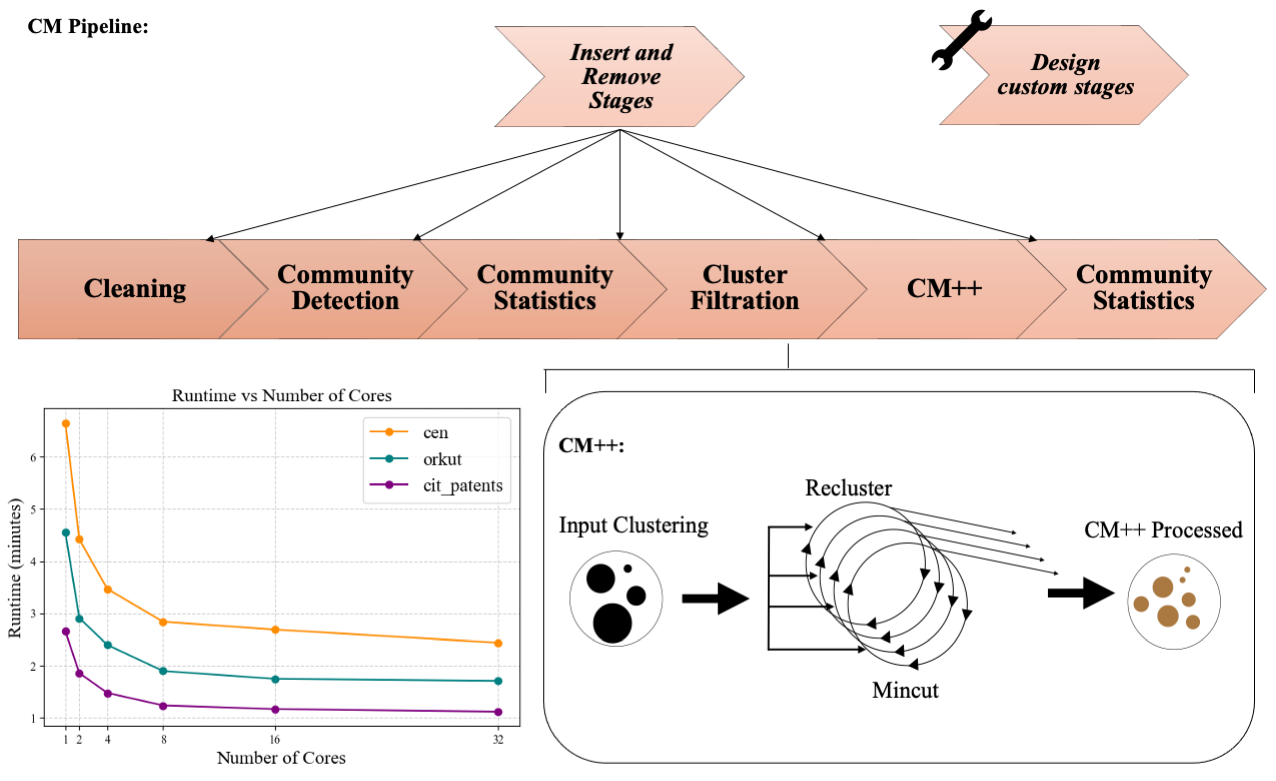 CM Pipeline:
Insert and
Remove
Stages
Design
custom stages
Cleaning
Community
Detection
Community
Statistics
Cluster
Filtration
CM++
Community
Statistics
Runtime vs Number of Cores
Runtime (minutes)
6
5
4
3
2
1
cen
orkut
cit_patents
1 2 4 8 16 32
Number of Cores
CM++:
Input Clustering
Recluster
Mincut
CM++ Processed